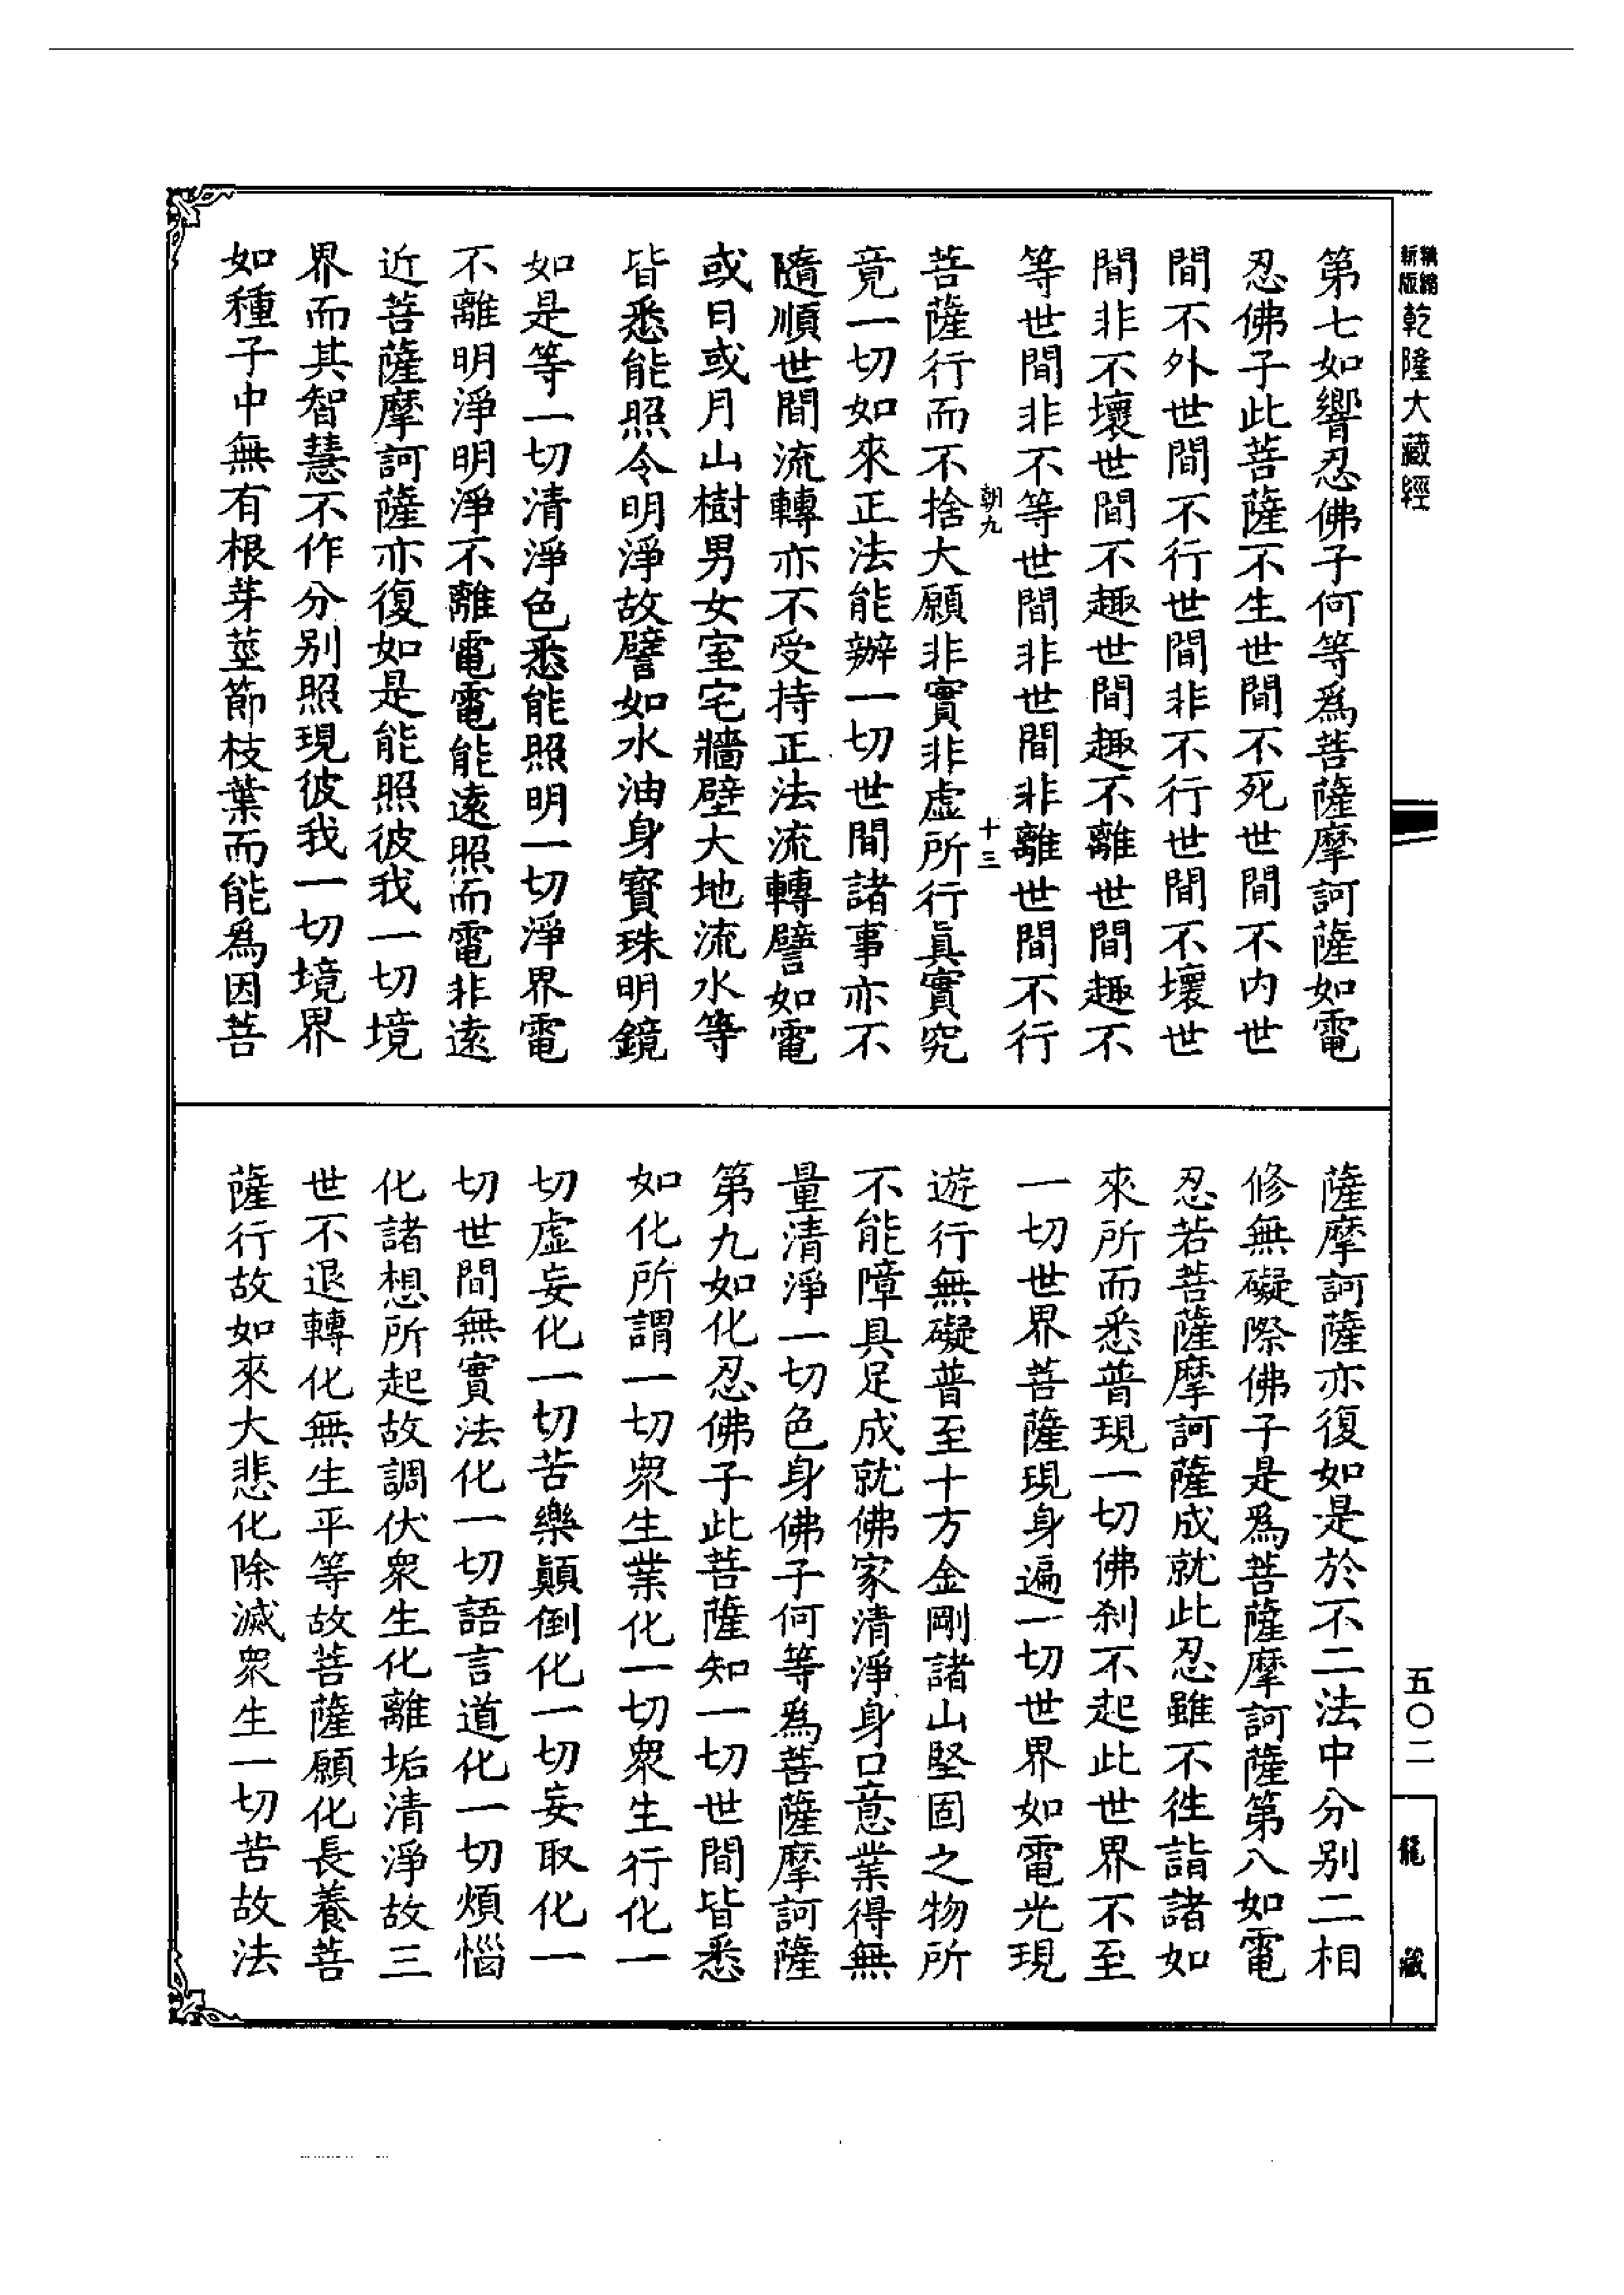 精縮新版乾隆大藏經
第七如響忍佛子何等爲菩薩摩訶薩如電
忍佛子此菩薩不生世間不死世間不內世
間不外世間不行世間非不行世間不壞世
間非不壞世間不趣世間趣不離世間趣不
等世間非不等世間非世間非離世間不行
菩薩行而不捨大願非實非虛所行眞實究
朝九
十三
竟一切如來正法能辦一切世間諸事亦不
隨順世間流轉亦不受持正法流轉譬如電
或日或月山樹男女室宅牆壁大地流水等
皆悉能照令明淨故譬如水油身寶珠明鏡
如是等一切清淨色悉能照明一切淨界電
不離明淨明淨不離電電能遠照而電非遠
近菩薩摩訶薩亦復如是能照彼我一切境
界而其智慧不作分別照現彼我一切境界
如種子中無有根芽莖節枝葉而能爲因菩
薩摩訶薩亦復如是於不二法中分別二相
修無礙際佛子是爲菩薩摩訶薩第八如電
忍若菩薩摩訶薩成就此忍雖不徃詣諸如
來所而悉普現一切佛刹不起此世界不至
一切世界菩薩現身遍一切世界如電光現
遊行無礙普至十方金剛諸山堅固之物所
不能障具足成就佛家清淨身口意業得無
量清淨一切色身佛子何等爲菩薩摩訶薩
第九如化忍佛子此菩薩知一切世間皆悉
如化所謂一切衆生業化一切衆生行化一
切虛妄化一切苦樂顚倒化一切妄取化一
切世間無實法化一切語言道化一切煩惱
化諸想所起故調伏衆生化離垢清淨故三
世不退轉化無生平等故菩薩願化長養菩
薩行故如來大悲化除滅衆生一切苦故法
五〇二
龍藏